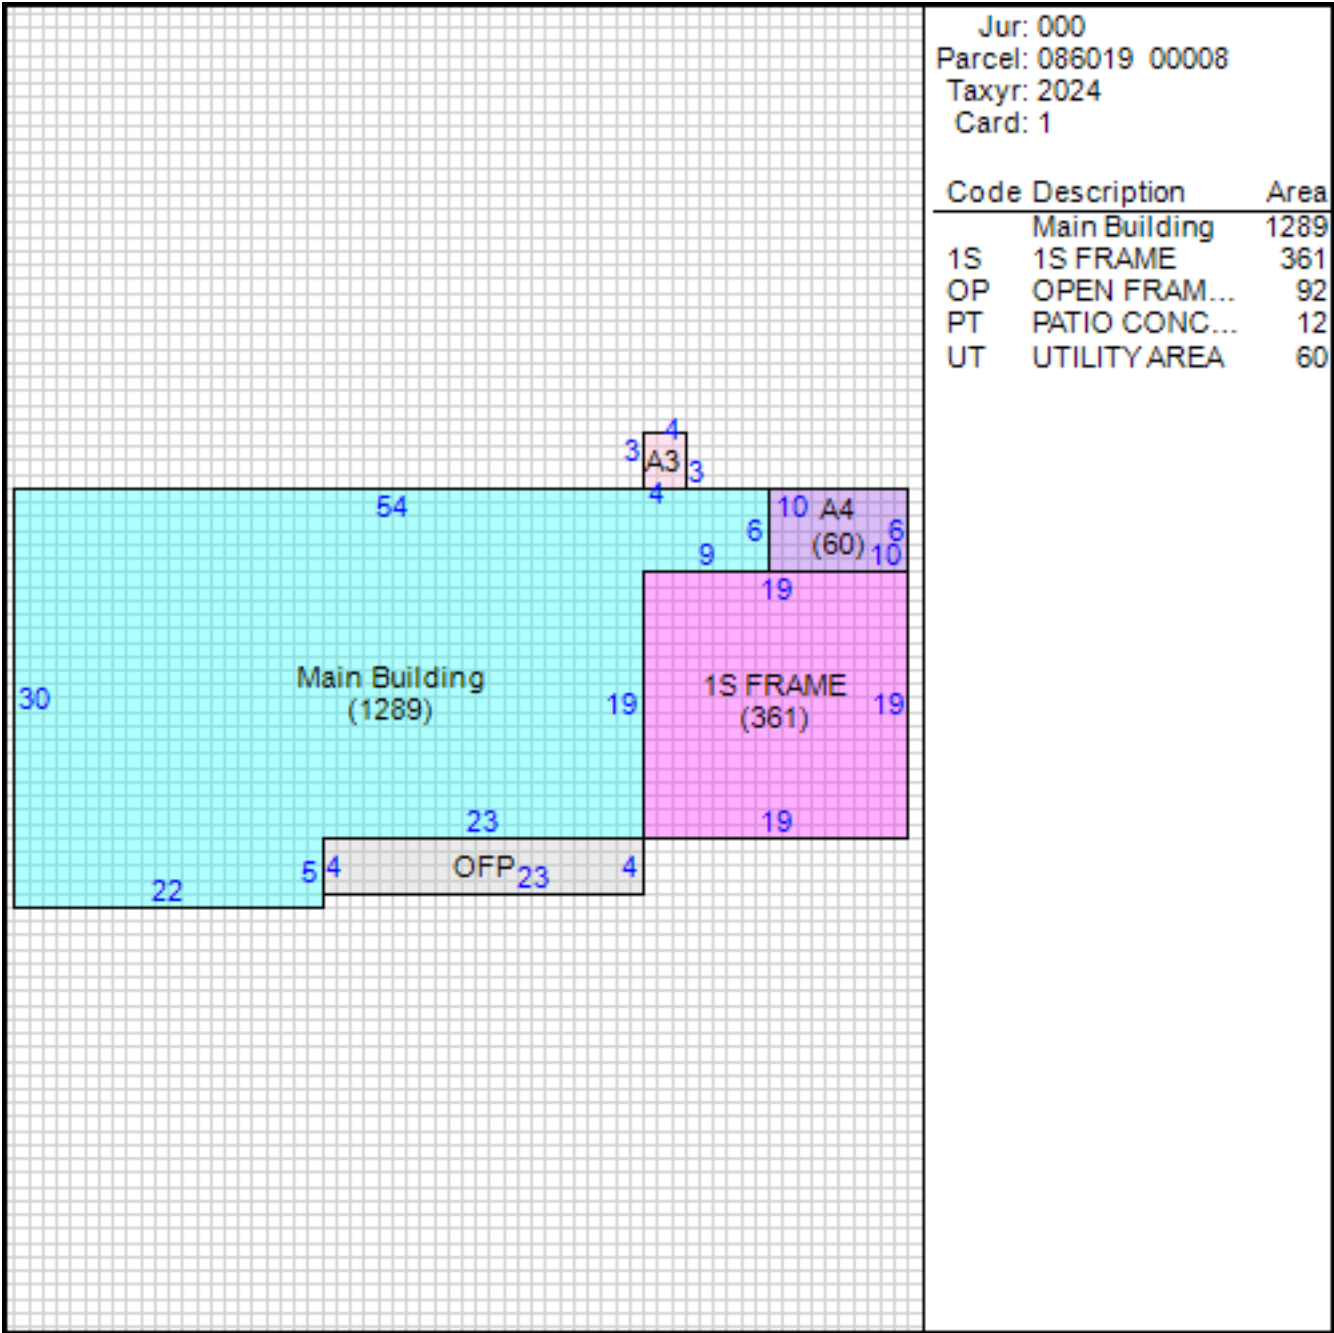 Jur: 000
Parcel: 086019 00008
Taxyr: 2024
Card: 1
Code Description Area
Main Building 1289
1S 1S FRAME 361
OP OPEN FRAM... 92
PT PATIO CONC... 12
UT UTILITY AREA 60
4
3 A3 3
4
54
10 A4
6 (60) 6
9 10
19
Main Building
(1289)
30
19
1S FRAME
(361)
19
23
19
5 4 OFP 23 4
22